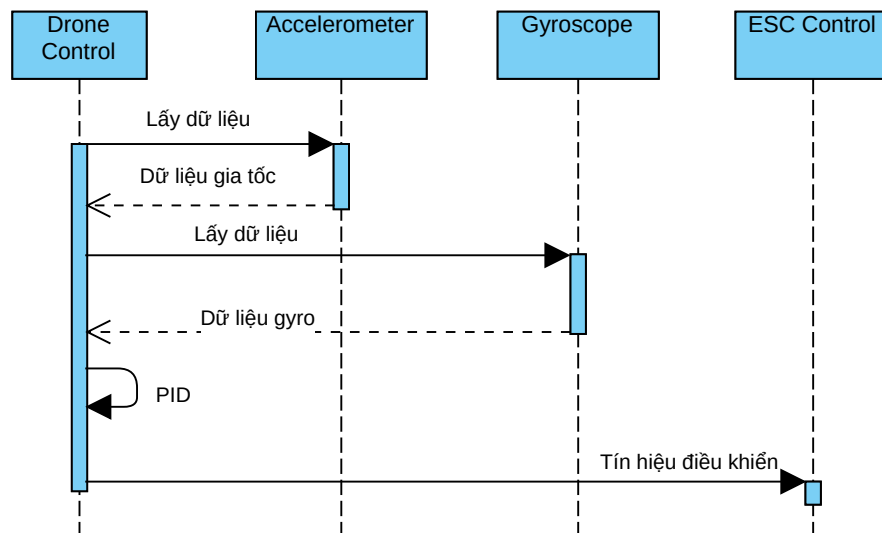 Drone
Control
Accelerometer
Gyroscope
ESC Control
Lấy dữ liệu
Dữ liệu gia tốc
Lấy dữ liệu
Dữ liệu gyro
PID
Tín hiệu điều khiển